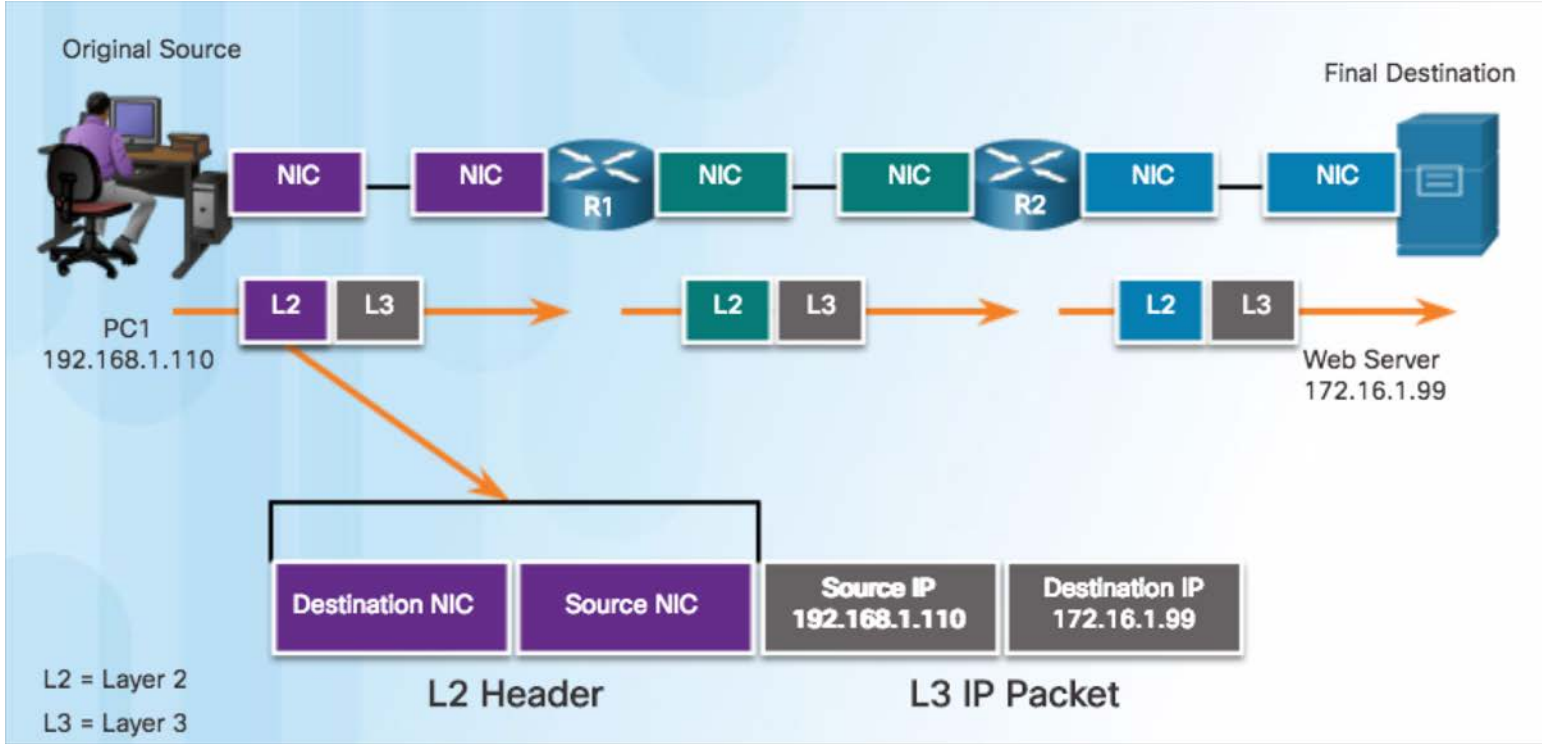 Original Source
Final Destination
NIC
NIC
R1
NIC
NIC
R2
NIC
NIC
L2
L3
L2
L3
L2
L3
PC1
192.168.1.110
Web Server
172.16.1.99
Destination NIC
Source NIC
Source IP
192.168.1.110
Destination IP
172.16.1.99
L2 = Layer 2
L3 = Layer 3
L2 Header
L3 IP Packet